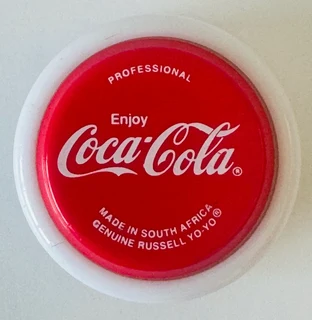 PROFESSIONAL
Enjoy
Coca-Cola®
MADE IN SOUTH AFRICA
GENUINE RUSSELL YO-YO®